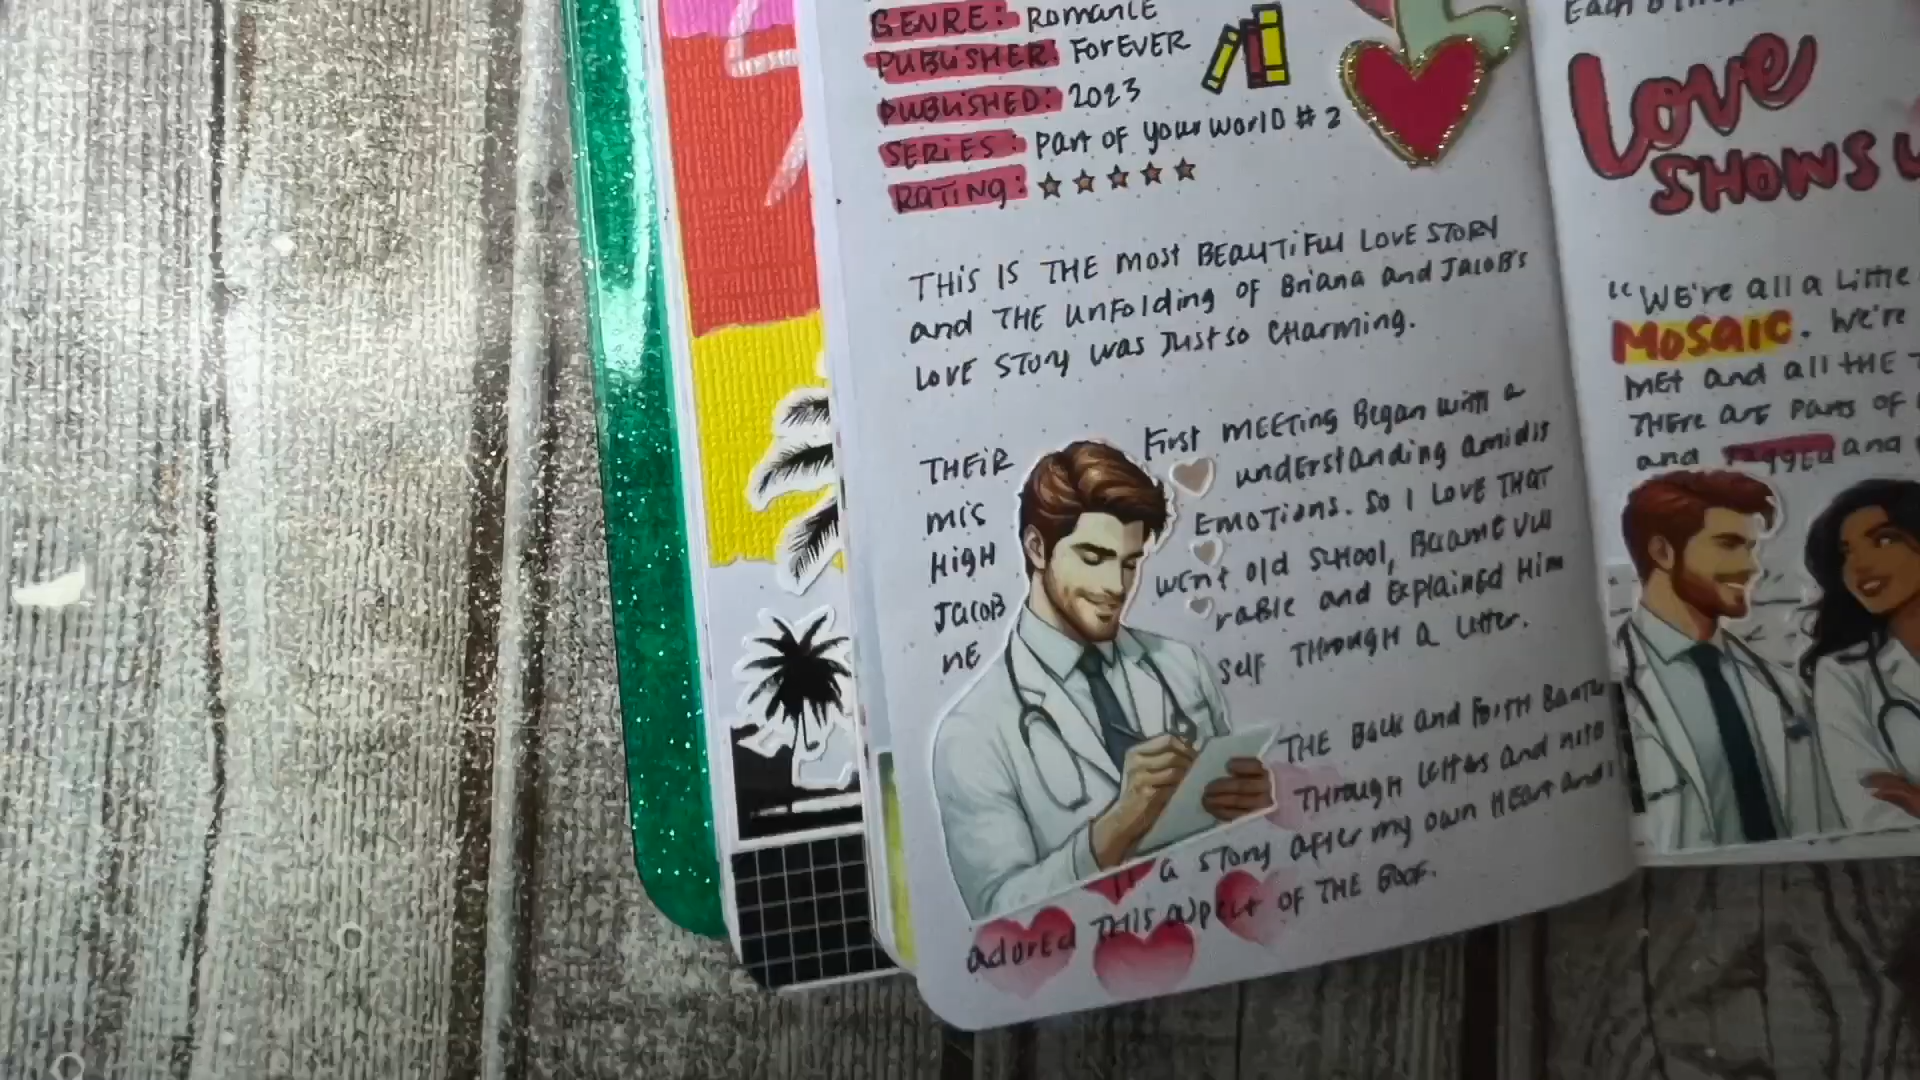 GENRE: Romance
PUBLISHER: FOREVER
PUBLISHED: 2023
SERIES: Part of your world # 2
RATING:
THIS IS THE most BEAUTIFUL LOVE STORY
and THE unfolding of Briana and Jacob's
LOVE STORY was Just so CHARMING.
THEIR First MEETING Began with a
mis understanding amidis
HIGH EMOTIONS. So I LOVE THAT
Jacob went old school, Became vul
nE rable and Explained Him
self THrough a letter.
THE Back and Forth
THrough letters and
a story after my own Heart and
adored THIS aspect of THE Book.
Love
SHOWS
"WE're all a Little
MOSAIC. We're
mEt and all tHE
THERE are parts of
and Jagged and